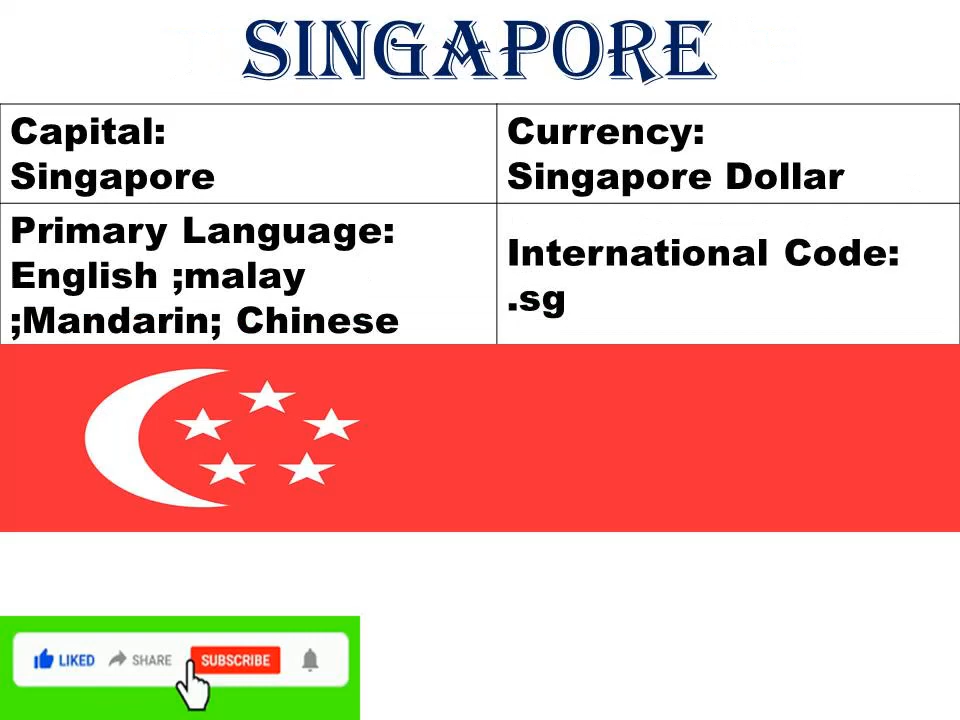 SINGAPORE
Capital:
Singapore
Currency:
Singapore Dollar
Primary Language:
English ;malay
;Mandarin; Chinese
International Code:
.sg
LIKED SHARE SUBSCRIBE